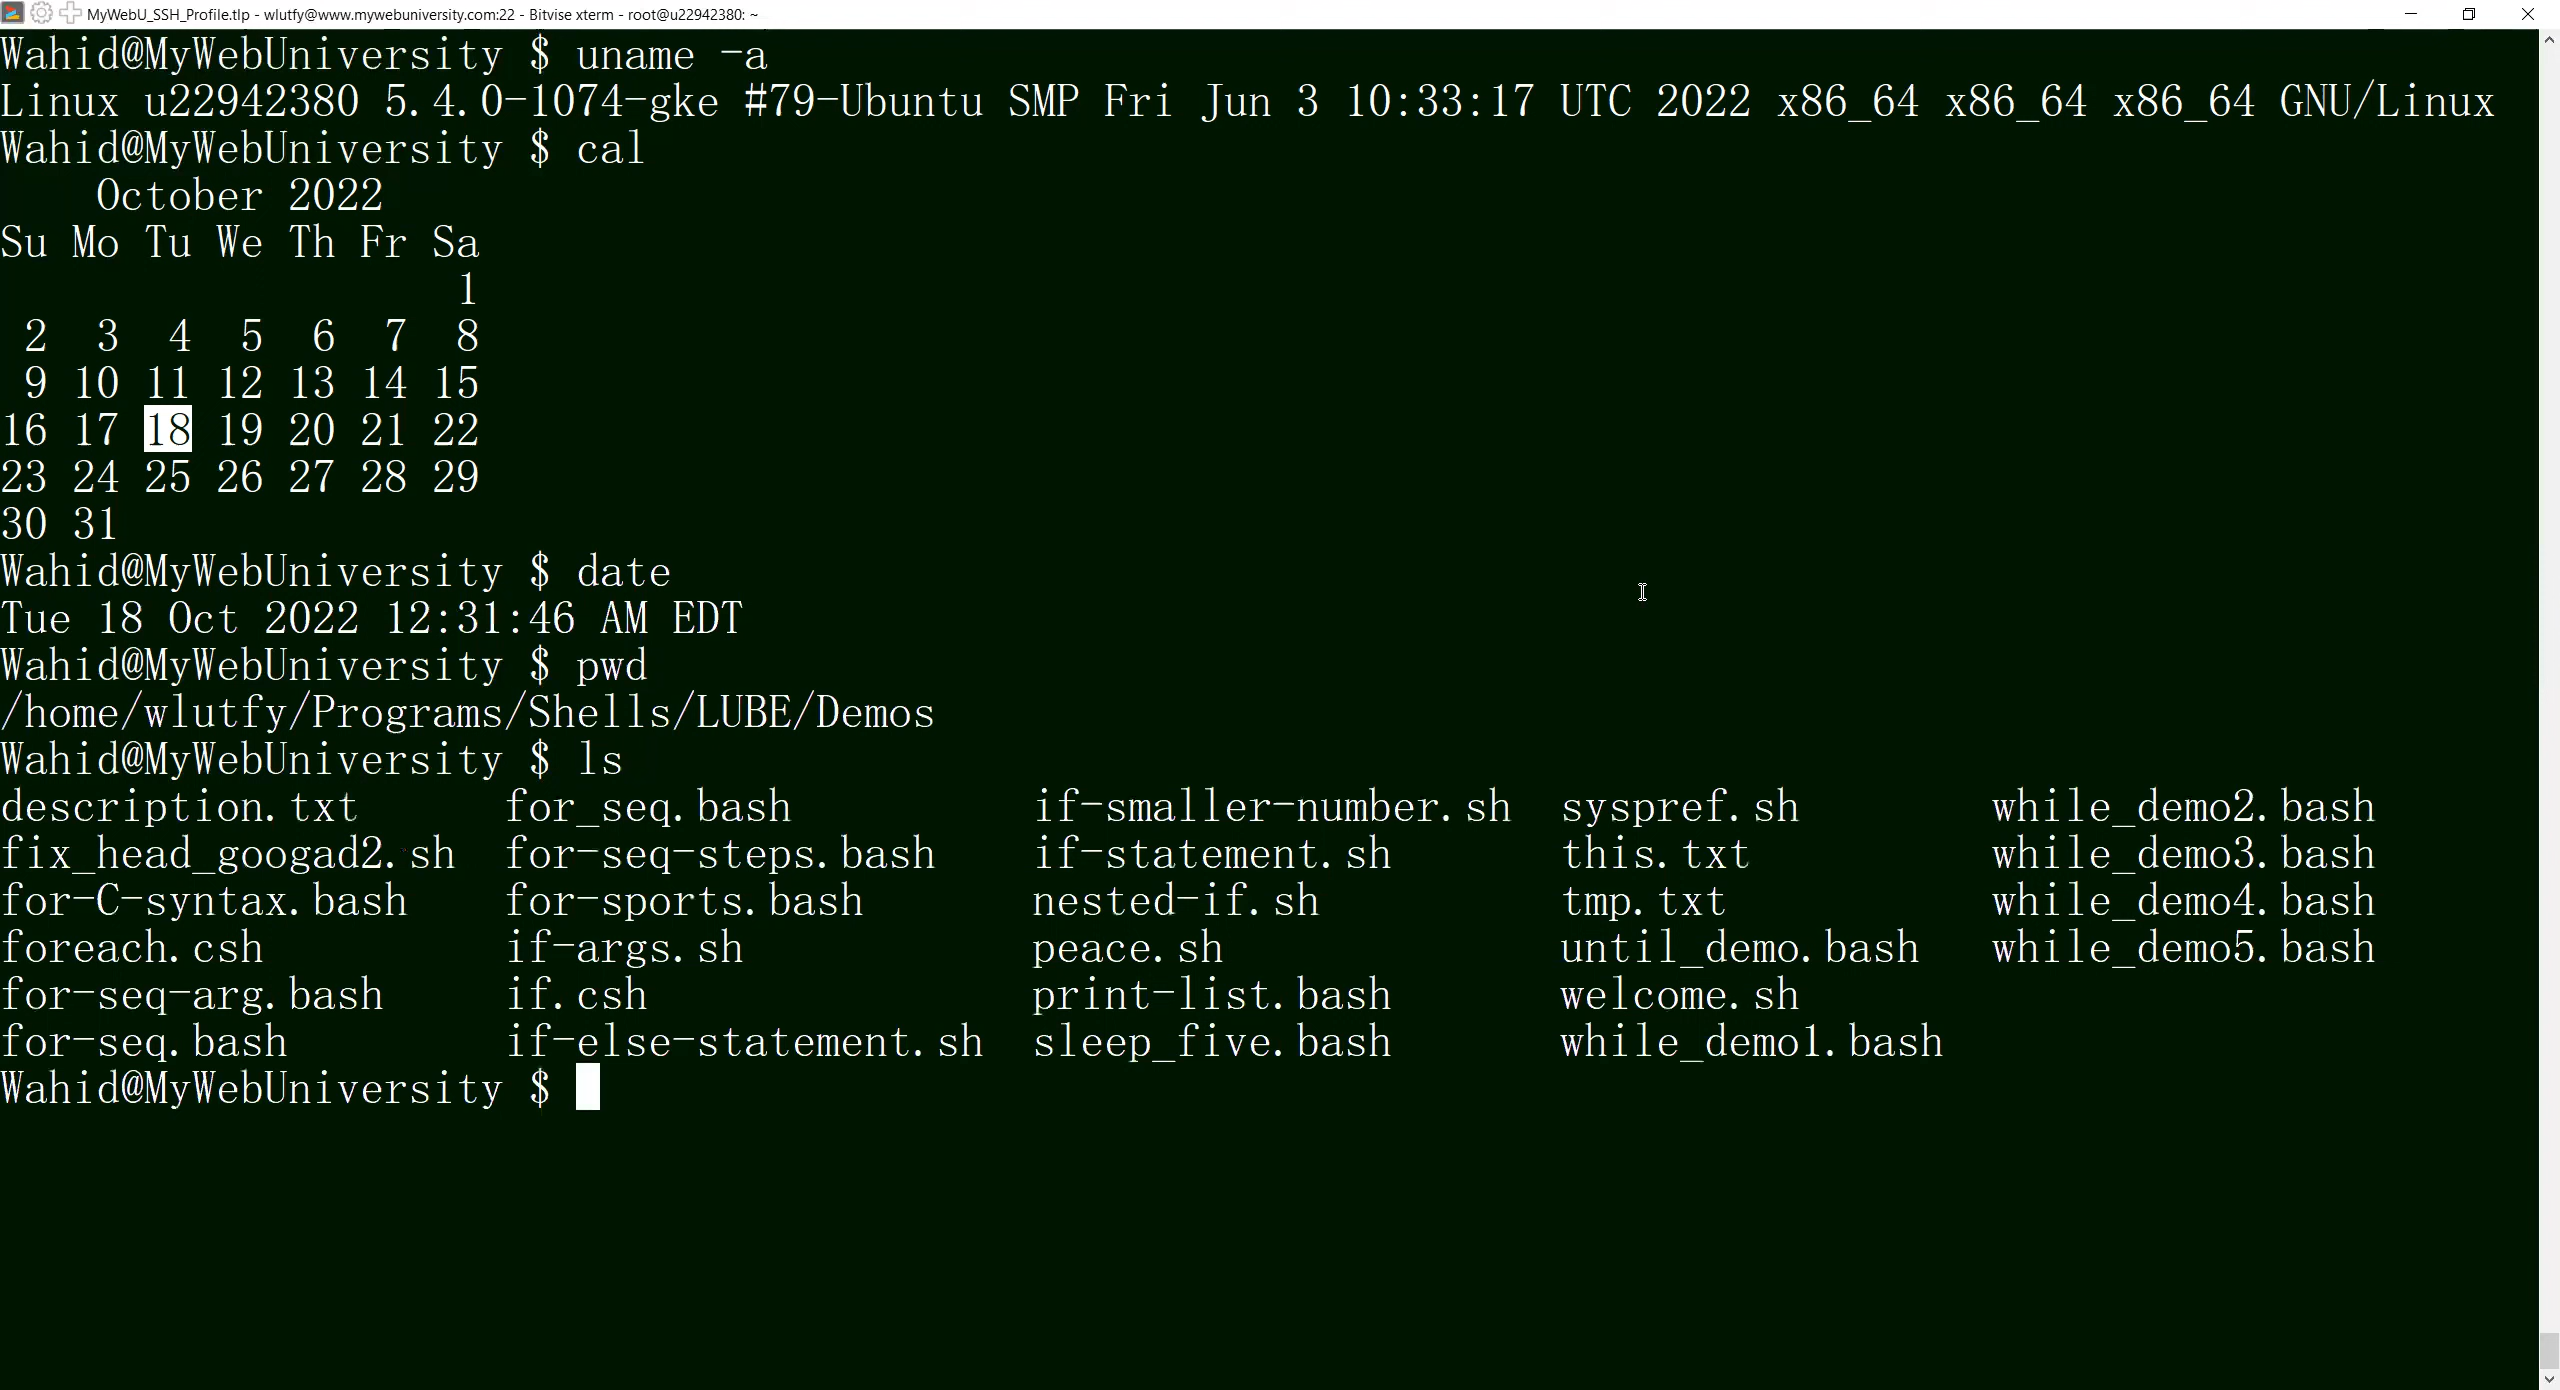 MyWebU_SSH_Profile.tlp - wlutfy@www.mywebuniversity.com:22 - Bitvise xterm - root@u22942380: ~
Wahid@MyWebUniversity $ uname -a
Linux u22942380 5.4.0-1074-gke #79-Ubuntu SMP Fri Jun 3 10:33:17 UTC 2022 x86_64 x86_64 x86_64 GNU/Linux
Wahid@MyWebUniversity $ cal
October 2022
Su Mo Tu We Th Fr Sa
1
2 3 4 5 6 7 8
9 10 11 12 13 14 15
16 17 18 19 20 21 22
23 24 25 26 27 28 29
30 31
Wahid@MyWebUniversity $ date
Tue 18 Oct 2022 12:31:46 AM EDT
Wahid@MyWebUniversity $ pwd
/home/wlutfy/Programs/Shells/LUBE/Demos
Wahid@MyWebUniversity $ ls
description.txt for_seq.bash if-smaller-number.sh syspref.sh while_demo2.bash
fix_head_googad2.sh for-seq-steps.bash if-statement.sh this.txt while_demo3.bash
for-C-syntax.bash for-sports.bash nested-if.sh tmp.txt while_demo4.bash
foreach.csh if-args.sh peace.sh until_demo.bash while_demo5.bash
for-seq-arg.bash if.csh print-list.bash welcome.sh
for-seq.bash if-else-statement.sh sleep_five.bash while_demo1.bash
Wahid@MyWebUniversity $